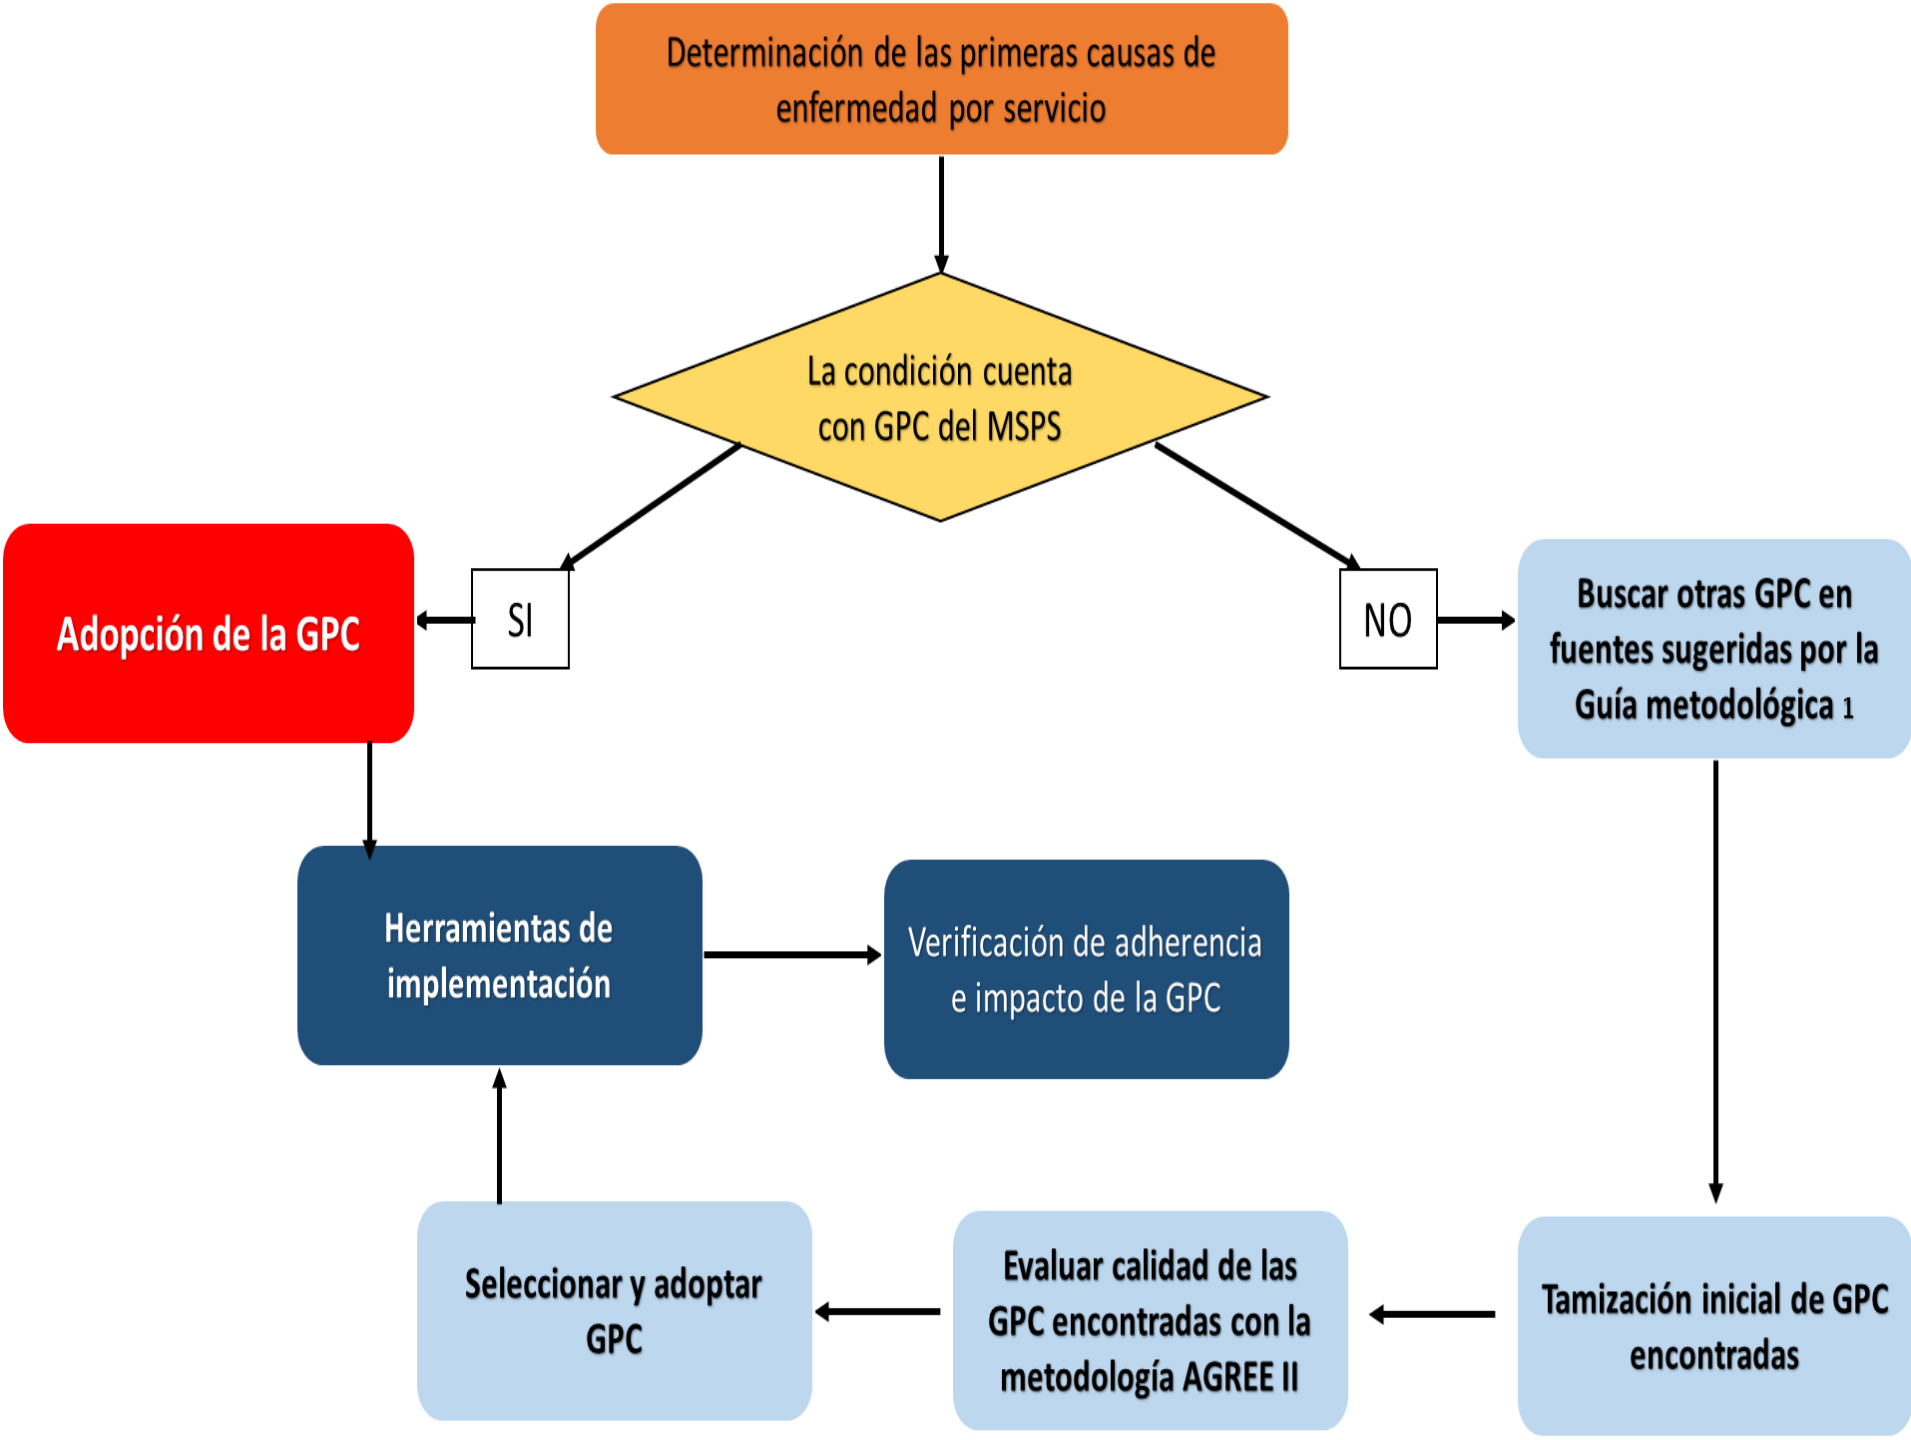 Determinación de las primeras causas de
enfermedad por servicio
La condición cuenta
con GPC del MSPS
SI
NO
Adopción de la GPC
Buscar otras GPC en
fuentes sugeridas por la
Guía metodológica 1
Herramientas de
implementación
Verificación de adherencia
e impacto de la GPC
Seleccionar y adoptar
GPC
Evaluar calidad de las
GPC encontradas con la
metodología AGREE II
Tamización inicial de GPC
encontradas